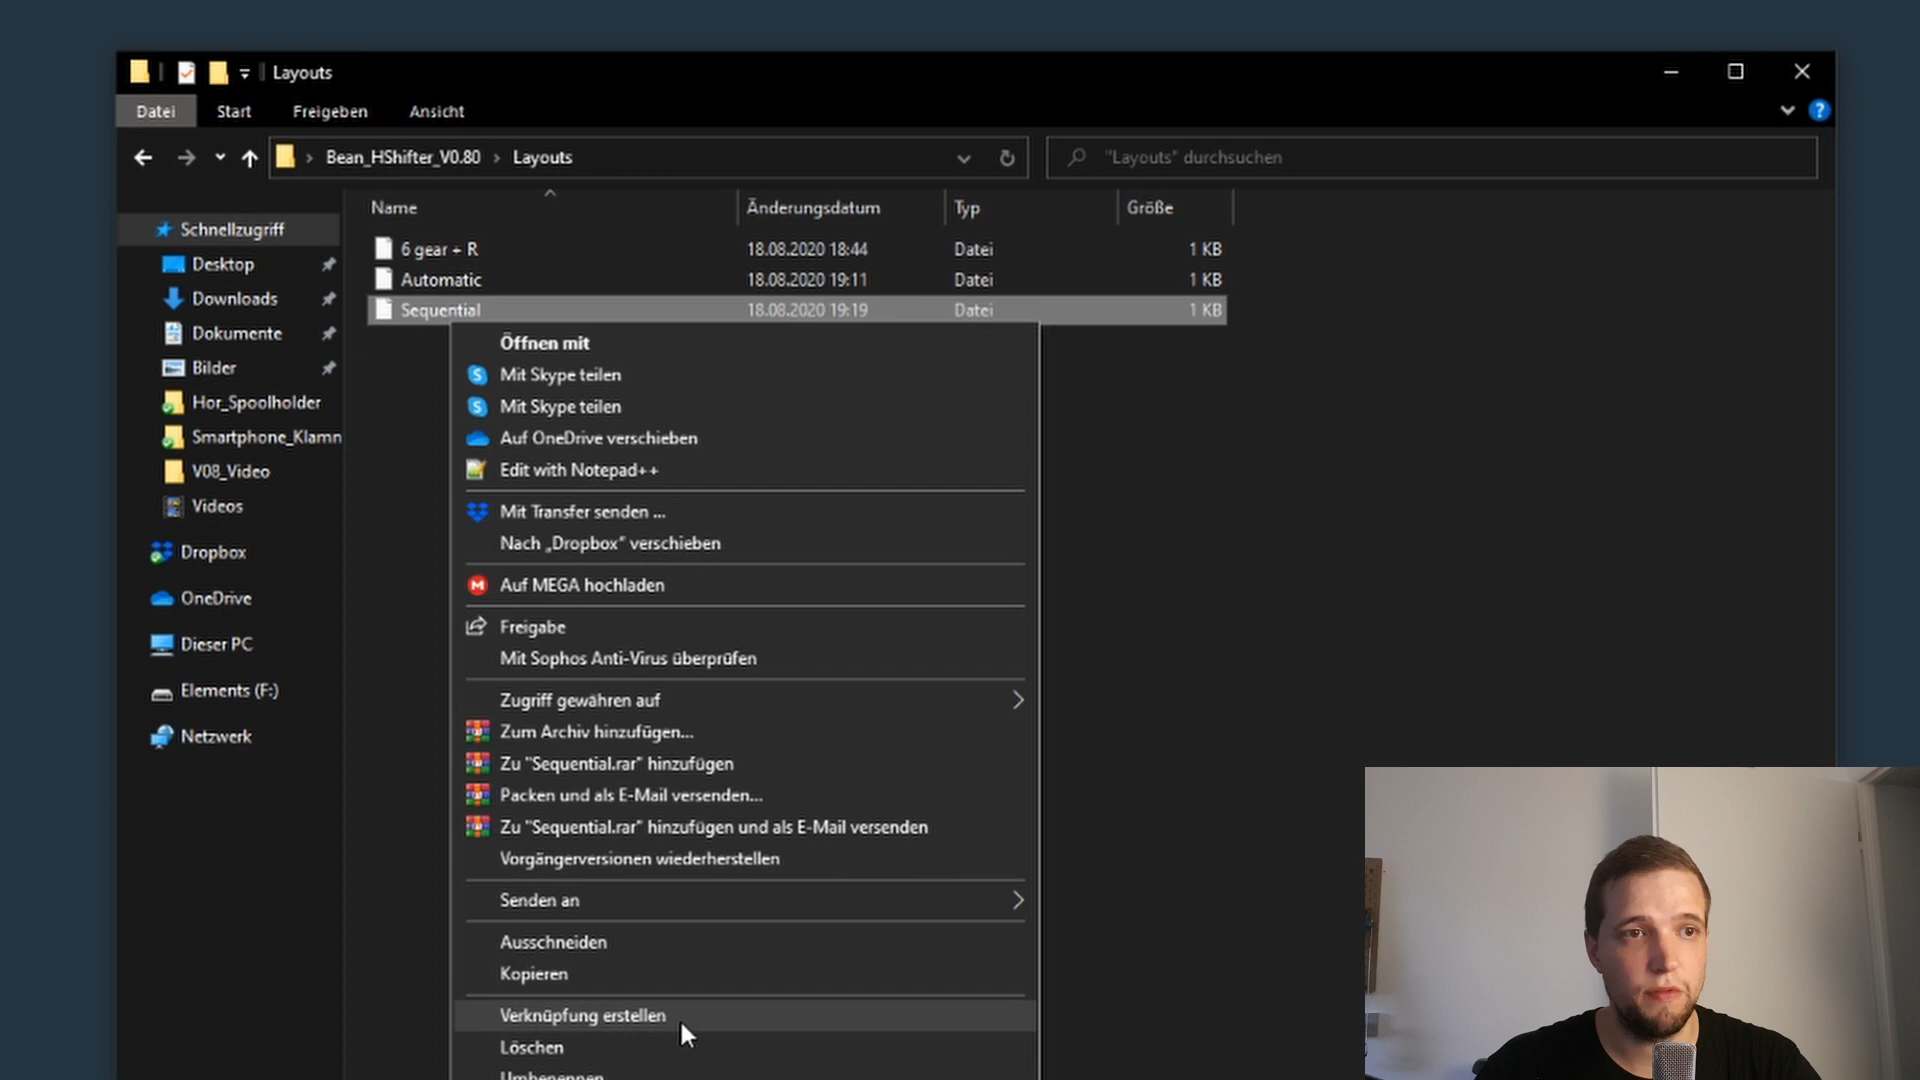 Layouts
Datei Start Freigeben Ansicht
Bean_HShifter_V0.80 › Layouts
"Layouts" durchsuchen
Name Änderungsdatum Typ Größe
Schnellzugriff
Desktop
Downloads
Dokumente
Bilder
Hor_Spoolholder
Smartphone_Klamn
V08_Video
Videos
Dropbox
OneDrive
Dieser PC
Elements (F:)
Netzwerk
6 gear + R 18.08.2020 18:44 Datei 1 KB
Automatic 18.08.2020 19:11 Datei 1 KB
Sequential 18.08.2020 19:19 Datei 1 KB
Öffnen mit
Mit Skype teilen
Mit Skype teilen
Auf OneDrive verschieben
Edit with Notepad++
Mit Transfer senden ...
Nach „Dropbox" verschieben
Auf MEGA hochladen
Freigabe
Mit Sophos Anti-Virus überprüfen
Zugriff gewähren auf
Zum Archiv hinzufügen...
Zu "Sequential.rar" hinzufügen
Packen und als E-Mail versenden...
Zu "Sequential.rar" hinzufügen und als E-Mail versenden
Vorgängerversionen wiederherstellen
Senden an
Ausschneiden
Kopieren
Verknüpfung erstellen
Löschen
Umbenennen